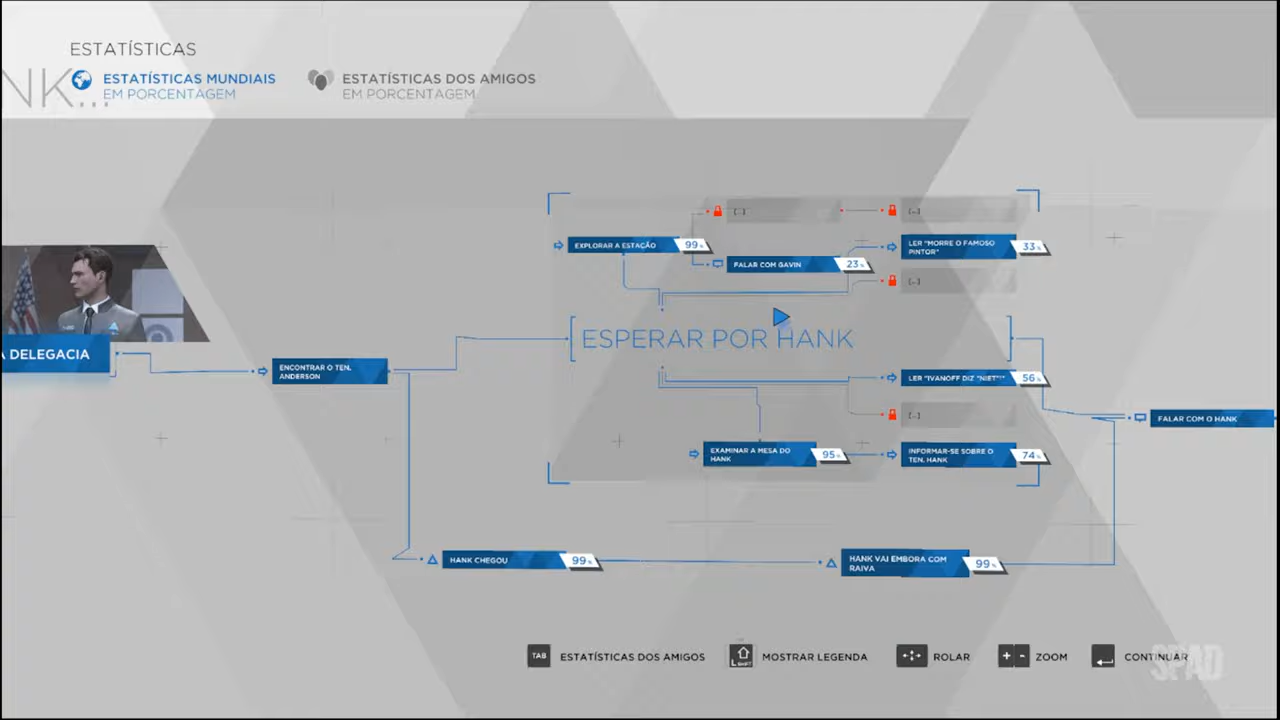 ESTATÍSTICAS
NK...
ESTATÍSTICAS MUNDIAIS
EM PORCENTAGEM
ESTATÍSTICAS DOS AMIGOS
EM PORCENTAGEM
[...]
[...]
EXPLORAR A ESTAÇÃO 99%
LER "MORRE O FAMOSO
PINTOR" 33%
FALAR COM GAVIN 23%
[...]
ESPERAR POR HANK
A DELEGACIA
ENCONTRAR O TEN.
ANDERSON
LER "IVANOFF DIZ "NIET"" 56%
[...]
FALAR COM O HANK
EXAMINAR A MESA DO
HANK 95%
INFORMAR-SE SOBRE O
TEN. HANK 74%
HANK CHEGOU 99%
HANK VAI EMBORA COM
RAIVA 99%
TAB ESTATÍSTICAS DOS AMIGOS
L SHIFT MOSTRAR LEGENDA
ROLAR
+ - ZOOM
CONTINUAR
SPAD